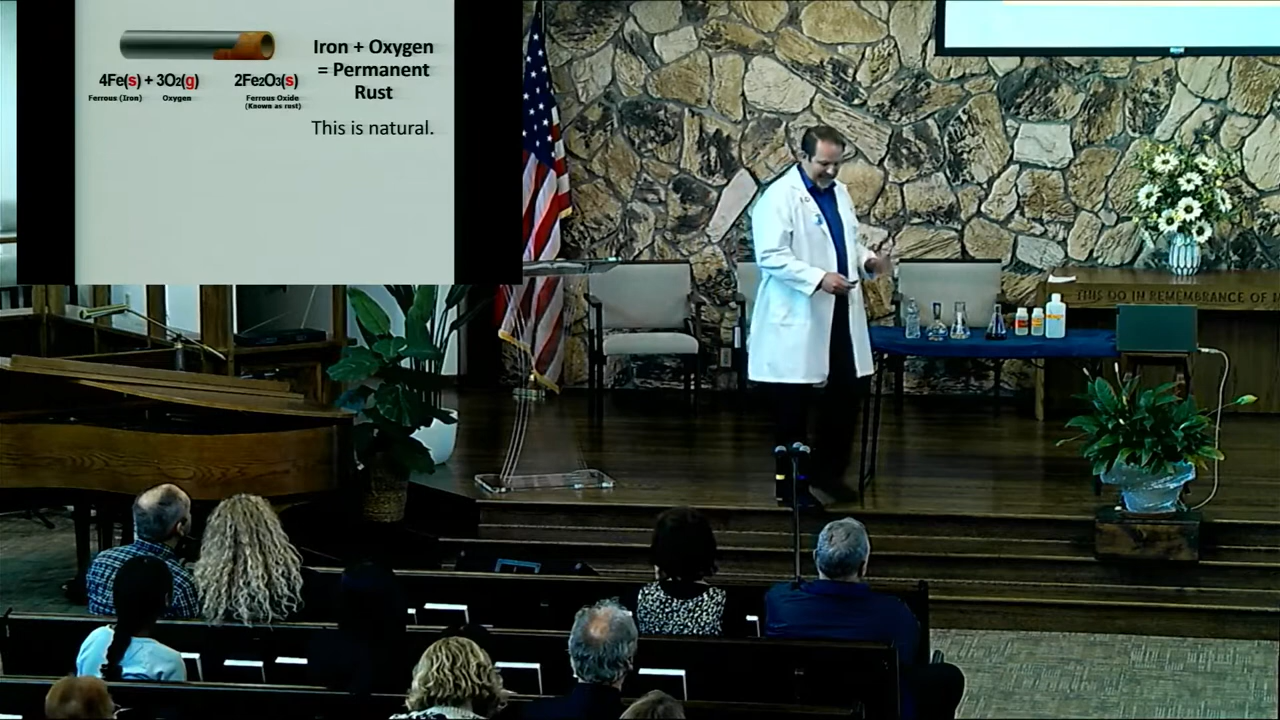 4Fe(s) + 3O2(g) 2Fe2O3(s)
Ferrous (Iron) Oxygen Ferrous Oxide
(Known as rust)
Iron + Oxygen
= Permanent
Rust
This is natural.
THIS DO IN REMEMBRANCE OF